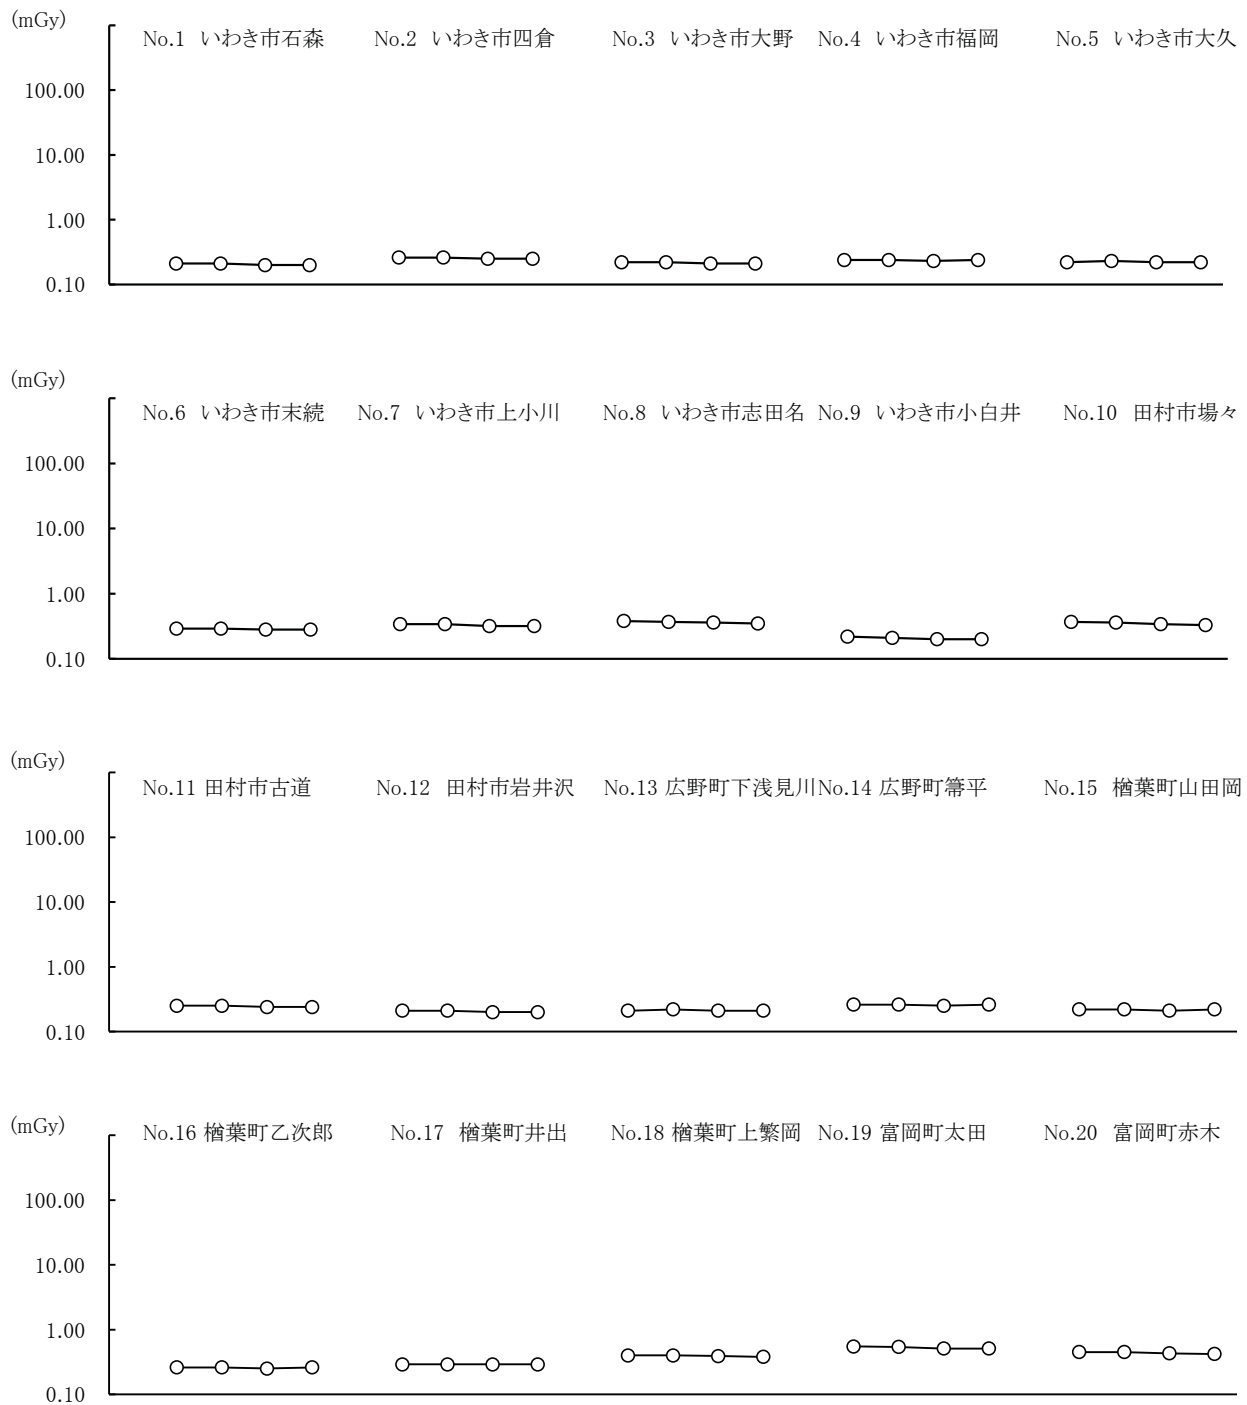 (mGy)
No.1 いわき市石森 No.2 いわき市四倉 No.3 いわき市大野 No.4 いわき市福岡 No.5 いわき市大久
100.00
10.00
1.00
0.10
(mGy)
No.6 いわき市末続 No.7 いわき市上小川 No.8 いわき市志田名 No.9 いわき市小白井 No.10 田村市場々
100.00
10.00
1.00
0.10
(mGy)
No.11 田村市古道 No.12 田村市岩井沢 No.13 広野町下浅見川 No.14 広野町箒平 No.15 楢葉町山田岡
100.00
10.00
1.00
0.10
(mGy)
No.16 楢葉町乙次郎 No.17 楢葉町井出 No.18 楢葉町上繁岡 No.19 富岡町太田 No.20 富岡町赤木
100.00
10.00
1.00
0.10